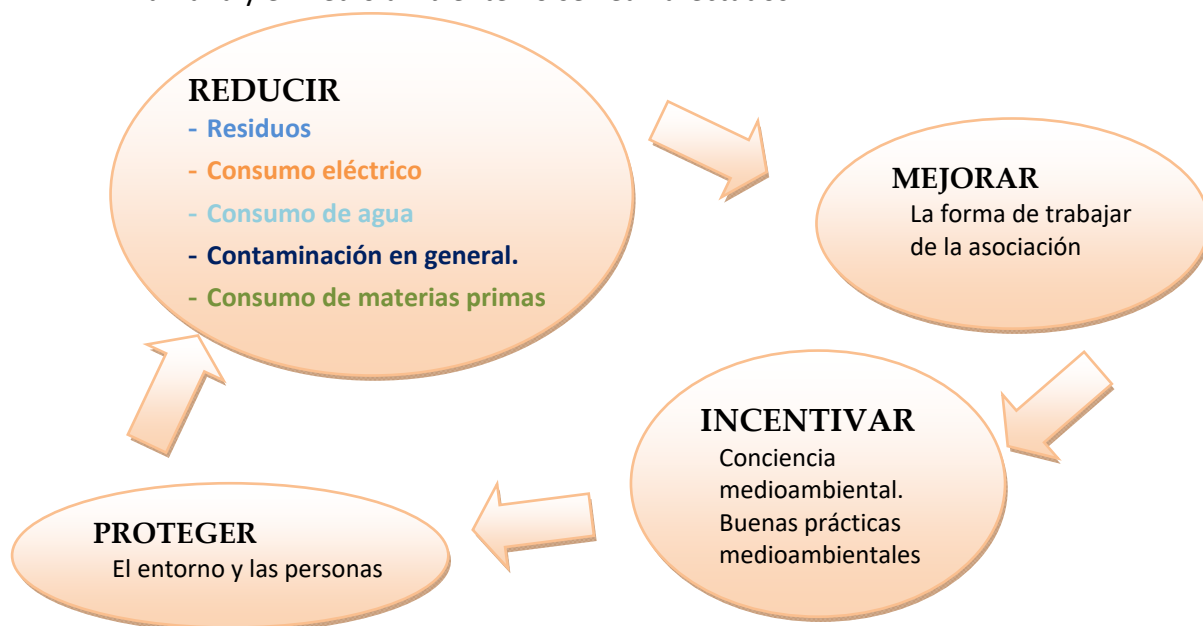 REDUCIR
- Residuos
- Consumo eléctrico
- Consumo de agua
- Contaminación en general.
- Consumo de materias primas
MEJORAR
La forma de trabajar
de la asociación
INCENTIVAR
Conciencia
medioambiental.
Buenas prácticas
medioambientales
PROTEGER
El entorno y las personas